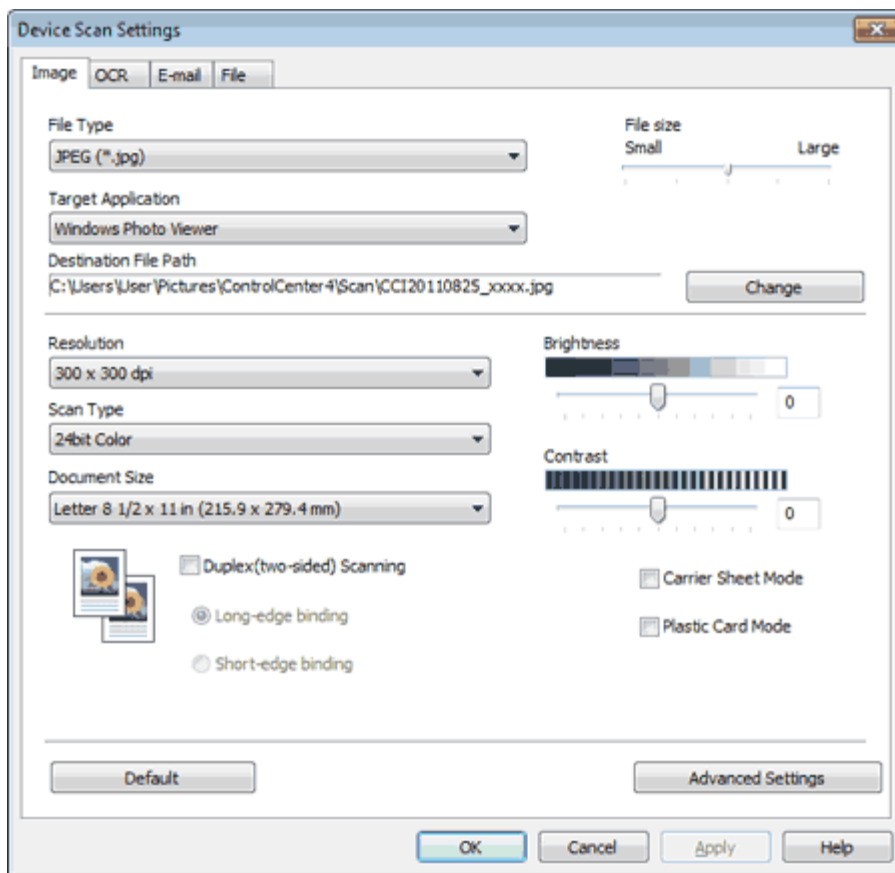 Device Scan Settings
Image OCR E-mail File
File Type
JPEG (*.jpg)
File size
Small Large
Target Application
Windows Photo Viewer
Destination File Path
C:\Users\User\Pictures\ControlCenter4\Scan\CCI20110825_xxxx.jpg
Change
Resolution
300 x 300 dpi
Scan Type
24bit Color
Document Size
Letter 8 1/2 x 11 in (215.9 x 279.4 mm)
Brightness
0
Contrast
0
Duplex(two-sided) Scanning
Long-edge binding
Short-edge binding
Carrier Sheet Mode
Plastic Card Mode
Default Advanced Settings
OK Cancel Apply Help